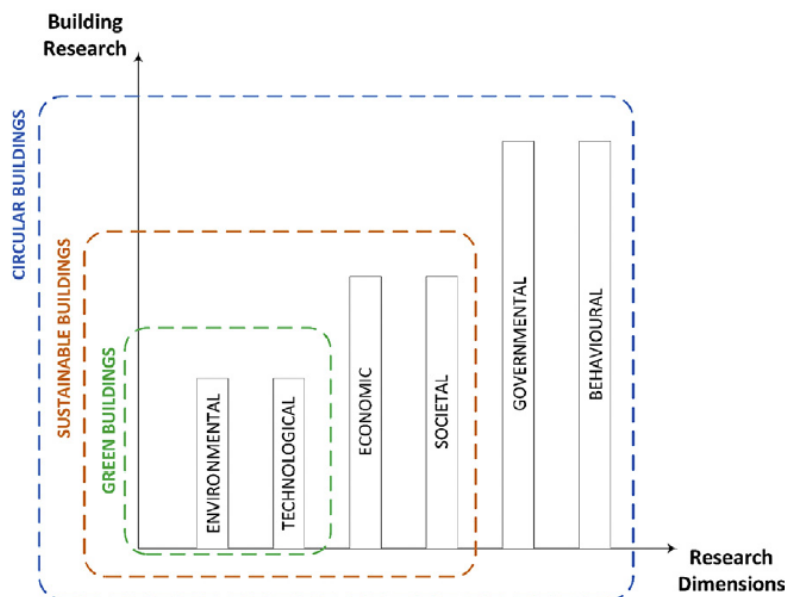 Building
Research
CIRCULAR BUILDINGS
SUSTAINABLE BUILDINGS
GREEN BUILDINGS
ENVIRONMENTAL
TECHNOLOGICAL
ECONOMIC
SOCIETAL
GOVERNMENTAL
BEHAVIOURAL
Research
Dimensions